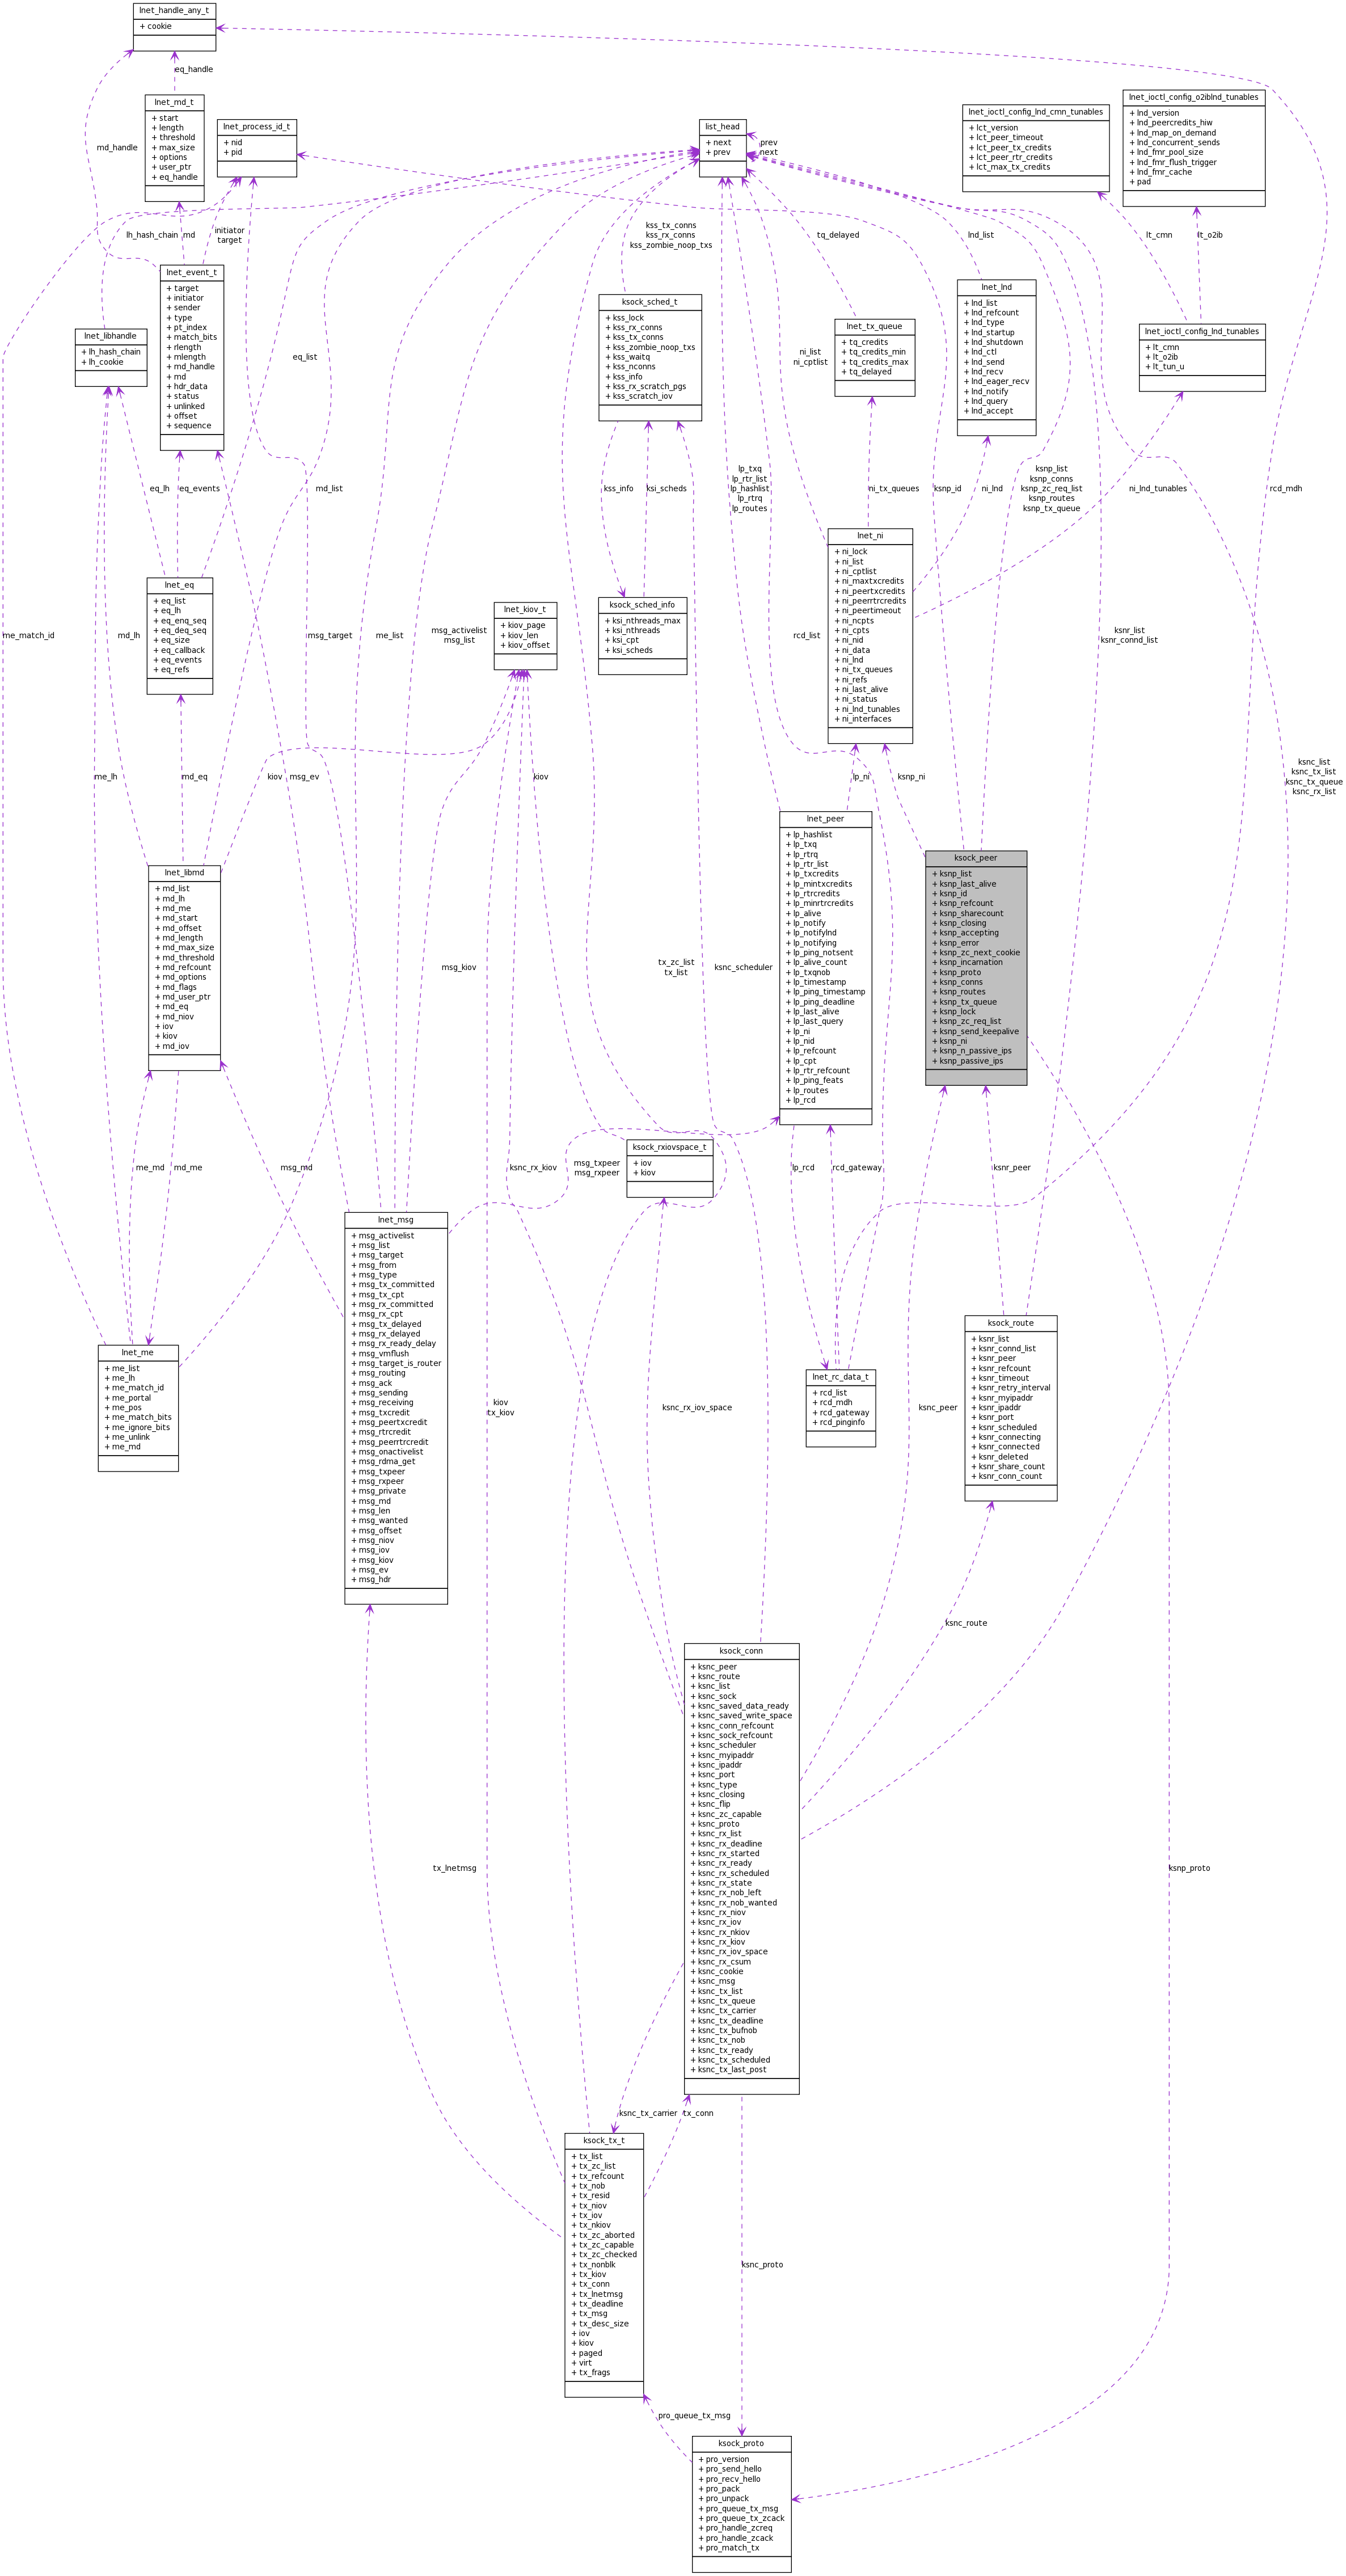 lnet_handle_any_t
+ cookie
eq_handle
lnet_md_t
+ start
+ length
+ threshold
+ max_size
+ options
+ user_ptr
+ eq_handle
md_handle
lnet_process_id_t
+ nid
+ pid
list_head
+ next
+ prev
prev
next
lnet_ioctl_config_lnd_cmn_tunables
+ lct_version
+ lct_peer_timeout
+ lct_peer_tx_credits
+ lct_peer_rtr_credits
+ lct_max_tx_credits
lnet_ioctl_config_o2iblnd_tunables
+ lnd_version
+ lnd_peercredits_hiw
+ lnd_map_on_demand
+ lnd_concurrent_sends
+ lnd_fmr_pool_size
+ lnd_fmr_flush_trigger
+ lnd_fmr_cache
+ pad
lh_hash_chain
md
initiator
target
kss_tx_conns
kss_rx_conns
kss_zombie_noop_txs
tq_delayed
lnd_list
lt_cmn
lt_o2ib
lnet_event_t
+ target
+ initiator
+ sender
+ type
+ pt_index
+ match_bits
+ rlength
+ mlength
+ md_handle
+ md
+ hdr_data
+ status
+ unlinked
+ offset
+ sequence
lnet_libhandle
+ lh_hash_chain
+ lh_cookie
eq_list
ksock_sched_t
+ kss_lock
+ kss_rx_conns
+ kss_tx_conns
+ kss_zombie_noop_txs
+ kss_waitq
+ kss_nconns
+ kss_info
+ kss_rx_scratch_pgs
+ kss_scratch_iov
ni_list
ni_cptlist
lnet_tx_queue
+ tq_credits
+ tq_credits_min
+ tq_credits_max
+ tq_delayed
lnet_lnd
+ lnd_list
+ lnd_refcount
+ lnd_type
+ lnd_startup
+ lnd_shutdown
+ lnd_ctl
+ lnd_send
+ lnd_recv
+ lnd_eager_recv
+ lnd_notify
+ lnd_query
+ lnd_accept
lnet_ioctl_config_lnd_tunables
+ lt_cmn
+ lt_o2ib
+ lt_tun_u
eq_lh
eq_events
md_list
kss_info
ksi_scheds
lp_txq
lp_rtr_list
lp_hashlist
lp_rtrq
lp_routes
ni_tx_queues
ksnp_id
ni_lnd
ksnp_list
ksnp_conns
ksnp_zc_req_list
ksnp_routes
ksnp_tx_queue
ni_lnd_tunables
rcd_mdh
lnet_eq
+ eq_list
+ eq_lh
+ eq_enq_seq
+ eq_deq_seq
+ eq_size
+ eq_callback
+ eq_events
+ eq_refs
lnet_kiov_t
+ kiov_page
+ kiov_len
+ kiov_offset
ksock_sched_info
+ ksi_nthreads_max
+ ksi_nthreads
+ ksi_cpt
+ ksi_scheds
lnet_ni
+ ni_lock
+ ni_list
+ ni_cptlist
+ ni_maxtxcredits
+ ni_peertxcredits
+ ni_peerrtrcredits
+ ni_peertimeout
+ ni_ncpts
+ ni_cpts
+ ni_nid
+ ni_data
+ ni_lnd
+ ni_tx_queues
+ ni_refs
+ ni_last_alive
+ ni_status
+ ni_lnd_tunables
+ ni_interfaces
me_match_id
md_lh
msg_target
me_list
msg_activelist
msg_list
rcd_list
ksnr_list
ksnr_connd_list
me_lh
md_eq
kiov
msg_ev
kiov
lp_ni
ksnp_ni
ksnc_list
ksnc_tx_list
ksnc_tx_queue
ksnc_rx_list
lnet_libmd
+ md_list
+ md_lh
+ md_me
+ md_start
+ md_offset
+ md_length
+ md_max_size
+ md_threshold
+ md_refcount
+ md_options
+ md_flags
+ md_user_ptr
+ md_eq
+ md_niov
+ iov
+ kiov
+ md_iov
msg_kiov
tx_zc_list
tx_list
ksnc_scheduler
lnet_peer
+ lp_hashlist
+ lp_txq
+ lp_rtrq
+ lp_rtr_list
+ lp_txcredits
+ lp_mintxcredits
+ lp_rtrcredits
+ lp_minrtrcredits
+ lp_alive
+ lp_notify
+ lp_notifylnd
+ lp_notifying
+ lp_ping_notsent
+ lp_alive_count
+ lp_txqnob
+ lp_timestamp
+ lp_ping_timestamp
+ lp_ping_deadline
+ lp_last_alive
+ lp_last_query
+ lp_ni
+ lp_nid
+ lp_refcount
+ lp_cpt
+ lp_rtr_refcount
+ lp_ping_feats
+ lp_routes
+ lp_rcd
ksock_peer
+ ksnp_list
+ ksnp_last_alive
+ ksnp_id
+ ksnp_refcount
+ ksnp_sharecount
+ ksnp_closing
+ ksnp_accepting
+ ksnp_error
+ ksnp_zc_next_cookie
+ ksnp_incarnation
+ ksnp_proto
+ ksnp_conns
+ ksnp_routes
+ ksnp_tx_queue
+ ksnp_lock
+ ksnp_zc_req_list
+ ksnp_send_keepalive
+ ksnp_ni
+ ksnp_n_passive_ips
+ ksnp_passive_ips
me_md
md_me
msg_md
ksnc_rx_kiov
msg_txpeer
msg_rxpeer
ksock_rxiovspace_t
+ iov
+ kiov
lp_rcd
rcd_gateway
ksnr_peer
lnet_msg
+ msg_activelist
+ msg_list
+ msg_target
+ msg_from
+ msg_type
+ msg_tx_committed
+ msg_tx_cpt
+ msg_rx_committed
+ msg_rx_cpt
+ msg_tx_delayed
+ msg_rx_delayed
+ msg_rx_ready_delay
+ msg_vmflush
+ msg_target_is_router
+ msg_routing
+ msg_ack
+ msg_sending
+ msg_receiving
+ msg_txcredit
+ msg_peertxcredit
+ msg_rtrcredit
+ msg_peerrtrcredit
+ msg_onactivelist
+ msg_rdma_get
+ msg_txpeer
+ msg_rxpeer
+ msg_private
+ msg_md
+ msg_len
+ msg_wanted
+ msg_offset
+ msg_niov
+ msg_iov
+ msg_kiov
+ msg_ev
+ msg_hdr
lnet_me
+ me_list
+ me_lh
+ me_match_id
+ me_portal
+ me_pos
+ me_match_bits
+ me_ignore_bits
+ me_unlink
+ me_md
kiov
tx_kiov
ksnc_rx_iov_space
lnet_rc_data_t
+ rcd_list
+ rcd_mdh
+ rcd_gateway
+ rcd_pinginfo
ksnc_peer
ksock_route
+ ksnr_list
+ ksnr_connd_list
+ ksnr_peer
+ ksnr_refcount
+ ksnr_timeout
+ ksnr_retry_interval
+ ksnr_myipaddr
+ ksnr_ipaddr
+ ksnr_port
+ ksnr_scheduled
+ ksnr_connecting
+ ksnr_connected
+ ksnr_deleted
+ ksnr_share_count
+ ksnr_conn_count
ksnc_route
ksock_conn
+ ksnc_peer
+ ksnc_route
+ ksnc_list
+ ksnc_sock
+ ksnc_saved_data_ready
+ ksnc_saved_write_space
+ ksnc_conn_refcount
+ ksnc_sock_refcount
+ ksnc_scheduler
+ ksnc_myipaddr
+ ksnc_ipaddr
+ ksnc_port
+ ksnc_type
+ ksnc_closing
+ ksnc_flip
+ ksnc_zc_capable
+ ksnc_proto
+ ksnc_rx_list
+ ksnc_rx_deadline
+ ksnc_rx_started
+ ksnc_rx_ready
+ ksnc_rx_scheduled
+ ksnc_rx_state
+ ksnc_rx_nob_left
+ ksnc_rx_nob_wanted
+ ksnc_rx_niov
+ ksnc_rx_iov
+ ksnc_rx_nkiov
+ ksnc_rx_kiov
+ ksnc_rx_iov_space
+ ksnc_rx_csum
+ ksnc_cookie
+ ksnc_msg
+ ksnc_tx_list
+ ksnc_tx_queue
+ ksnc_tx_carrier
+ ksnc_tx_deadline
+ ksnc_tx_bufnob
+ ksnc_tx_nob
+ ksnc_tx_ready
+ ksnc_tx_scheduled
+ ksnc_tx_last_post
tx_lnetmsg
ksnp_proto
ksnc_tx_carrier
tx_conn
ksock_tx_t
+ tx_list
+ tx_zc_list
+ tx_refcount
+ tx_nob
+ tx_resid
+ tx_niov
+ tx_iov
+ tx_nkiov
+ tx_zc_aborted
+ tx_zc_capable
+ tx_zc_checked
+ tx_nonblk
+ tx_kiov
+ tx_conn
+ tx_lnetmsg
+ tx_deadline
+ tx_msg
+ tx_desc_size
+ iov
+ kiov
+ paged
+ virt
+ tx_frags
ksnc_proto
pro_queue_tx_msg
ksock_proto
+ pro_version
+ pro_send_hello
+ pro_recv_hello
+ pro_pack
+ pro_unpack
+ pro_queue_tx_msg
+ pro_queue_tx_zcack
+ pro_handle_zcreq
+ pro_handle_zcack
+ pro_match_tx